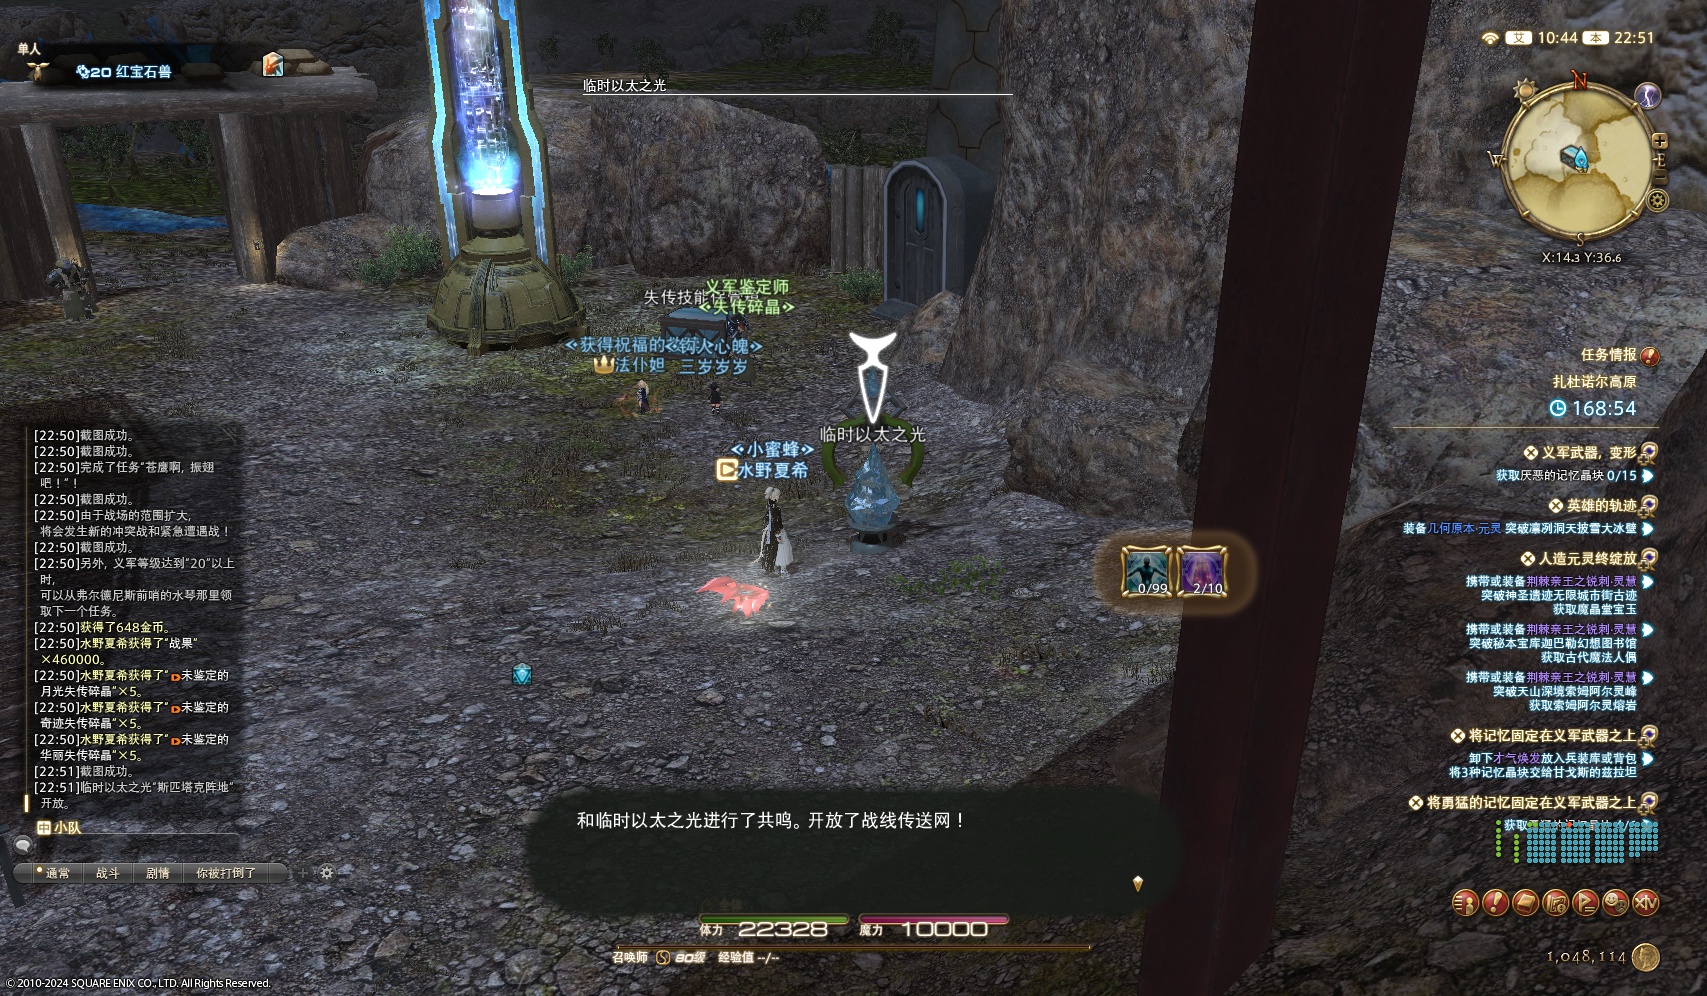 单人
20 红宝石兽
临时以太之光
艾 10:44 本 22:51
N
W
E
S
X:14.3 Y:36.6
义军鉴定师
失传技能
«失传碎晶»
法仆妲
三岁岁岁
临时以太之光
«小蜜蜂»
水野夏希
0/99
2/10
任务情报
扎杜诺尔高原
168:54
义军武器，变形
获取厌恶的记忆晶块 0/15
英雄的轨迹
装备几何原本·元灵 突破凛冽洞天披雪大冰壁
人造元灵终绽放
携带或装备荆棘亲王之锐刺·灵慧
突破神圣遗迹无限城市街古迹
获取魔晶堂宝玉
携带或装备荆棘亲王之锐刺·灵慧
突破秘本宝库迦巴勒幻想图书馆
获取古代魔法人偶
携带或装备荆棘亲王之锐刺·灵慧
突破天山深境索姆阿尔灵峰
获取索姆阿尔灵熔岩
将记忆固定在义军武器之上
卸下才气焕发放入兵装库或背包
将3种记忆晶块交给甘戈斯的兹拉坦
将勇猛的记忆固定在义军武器之上
[22:50]截图成功。
[22:50]截图成功。
[22:50]完成了任务“苍鹰啊，振翅
吧！”！
[22:50]截图成功。
[22:50]由于战场的范围扩大，
将会发生新的冲突战和紧急遭遇战！
[22:50]截图成功。
[22:50]另外，义军等级达到“20”以上
时，
可以从弗尔德尼斯前哨的水琴那里领
取下一个任务。
[22:50]获得了648金币。
[22:50]水野夏希获得了“战果”
×460000。
[22:50]水野夏希获得了“未鉴定的
月光失传碎晶”×5。
[22:50]水野夏希获得了“未鉴定的
奇迹失传碎晶”×5。
[22:50]水野夏希获得了“未鉴定的
华丽失传碎晶”×5。
[22:51]截图成功。
[22:51]临时以太之光“斯匹塔克阵地”
开放。
小队
通常
战斗
剧情
你被打倒了
和临时以太之光进行了共鸣。开放了战线传送网！
体力 22328
魔力 10000
召唤师 80级 经验值 --/--
1,048,114
© 2010-2024 SQUARE ENIX CO., LTD. All Rights Reserved.